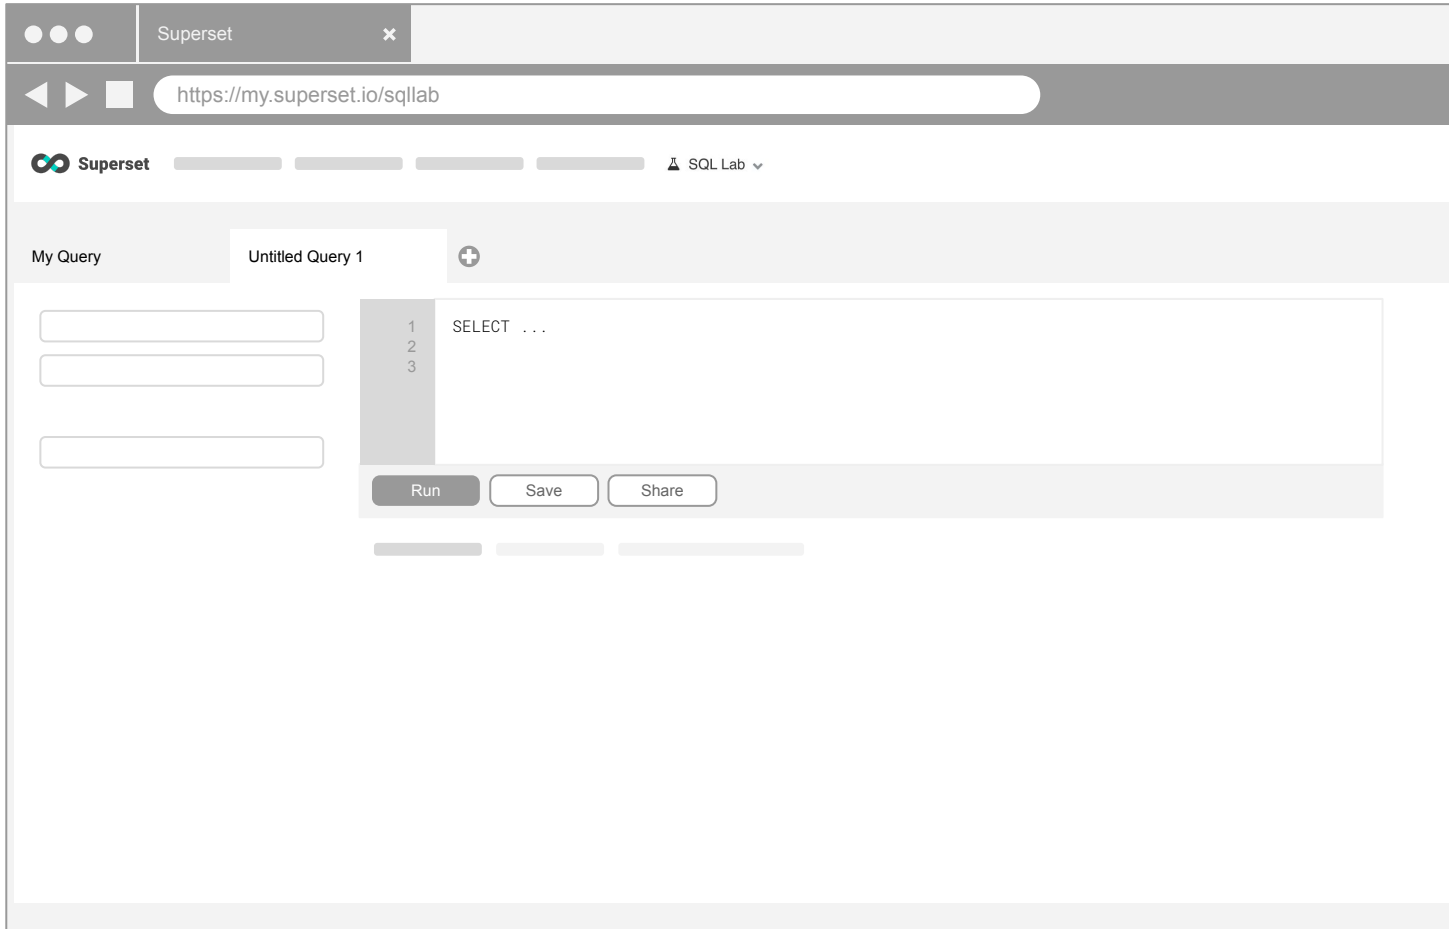 Superset
https://my.superset.io/sqllab
Superset SQL Lab
My Query Untitled Query 1
1 SELECT ...
2
3
Run Save Share